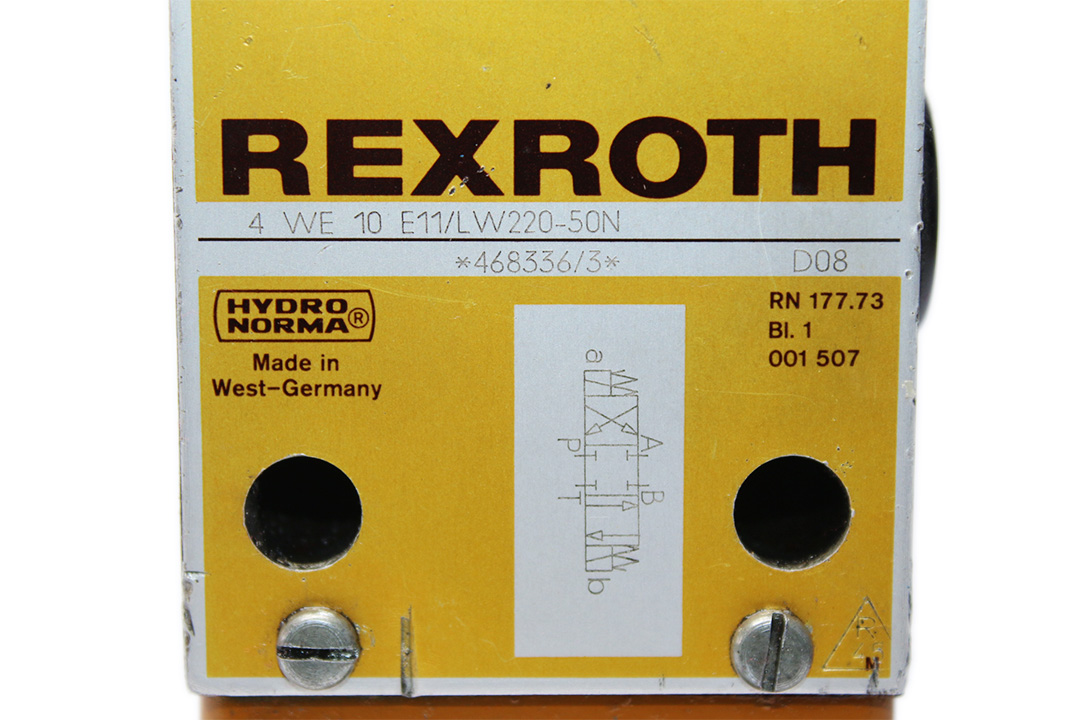 REXROTH
4 WE 10 E11/LW220-50N
*468336/3* D08
HYDRO
NORMA®
Made in
West-Germany
RN 177.73
Bl. 1
001 507
a
P A
T B
b
M